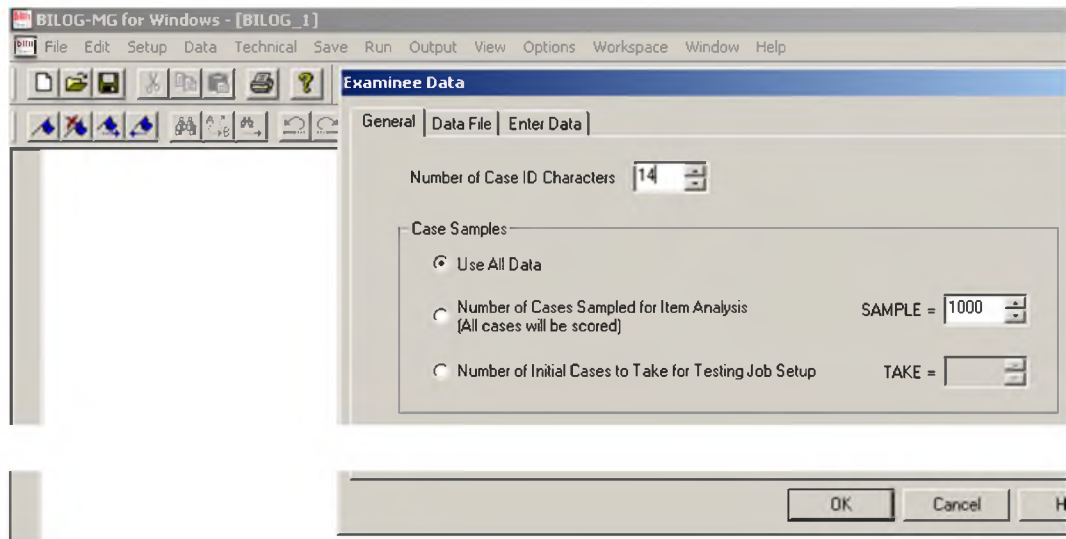 BILOG-MG for Windows - [BILOG_1]
File Edit Setup Data Technical Save Run Output View Options Workspace Window Help
Examinee Data
General Data File Enter Data
Number of Case ID Characters 14
Case Samples
Use All Data
Number of Cases Sampled for Item Analysis SAMPLE = 1000
(All cases will be scored)
Number of Initial Cases to Take for Testing Job Setup TAKE =
OK Cancel H